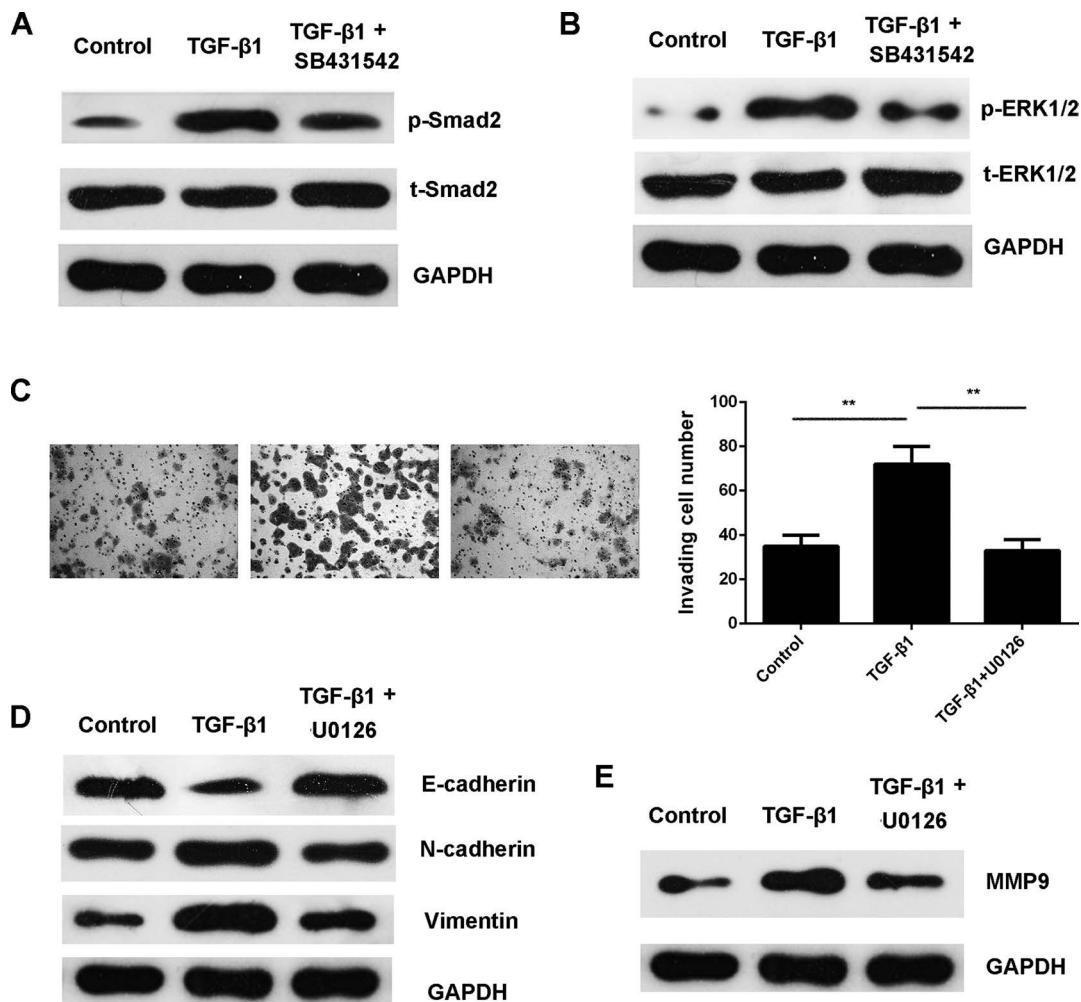 A
Control
TGF-β1
TGF-β1 +
SB431542
p-Smad2
t-Smad2
GAPDH
B
Control
TGF-β1
TGF-β1 +
SB431542
p-ERK1/2
t-ERK1/2
GAPDH
C
Invading cell number
100
80
60
40
20
0
**
**
Control
TGF-β1
TGF-β1+U0126
D
Control
TGF-β1
TGF-β1 +
U0126
E-cadherin
N-cadherin
Vimentin
GAPDH
E
Control
TGF-β1
TGF-β1 +
U0126
MMP9
GAPDH